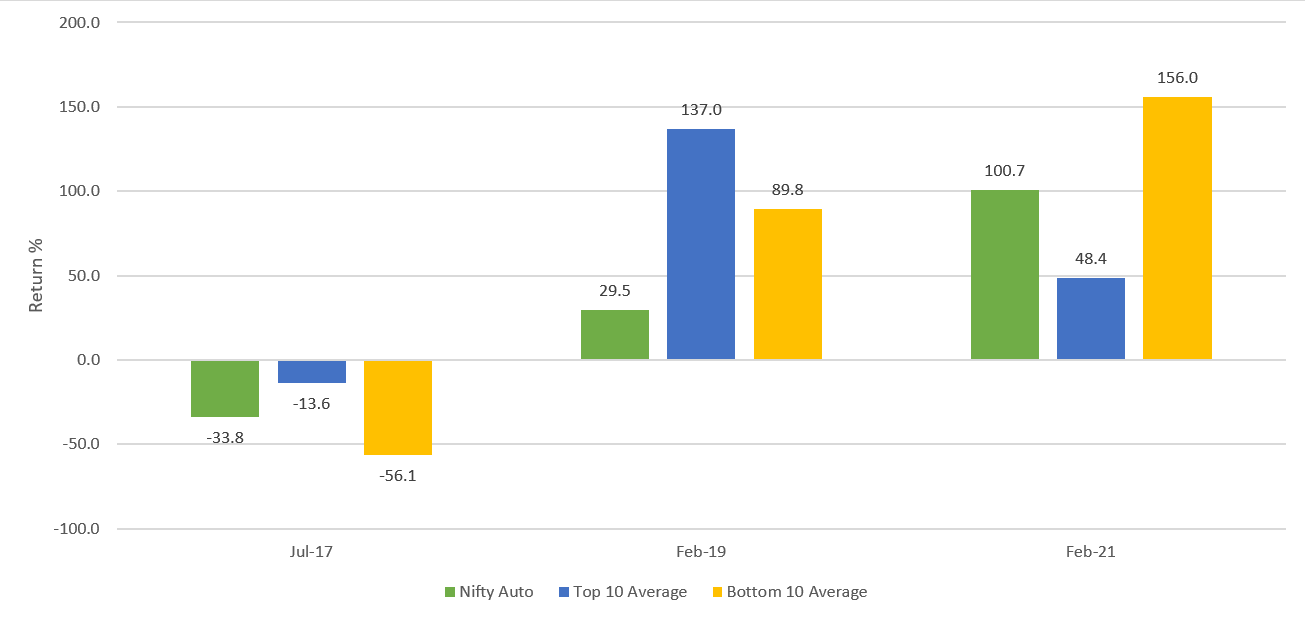 200.0
150.0
100.0
50.0
0.0
-50.0
-100.0
Return %
-33.8
-13.6
-56.1
29.5
137.0
89.8
100.7
48.4
156.0
Jul-17
Feb-19
Feb-21
Nifty Auto
Top 10 Average
Bottom 10 Average